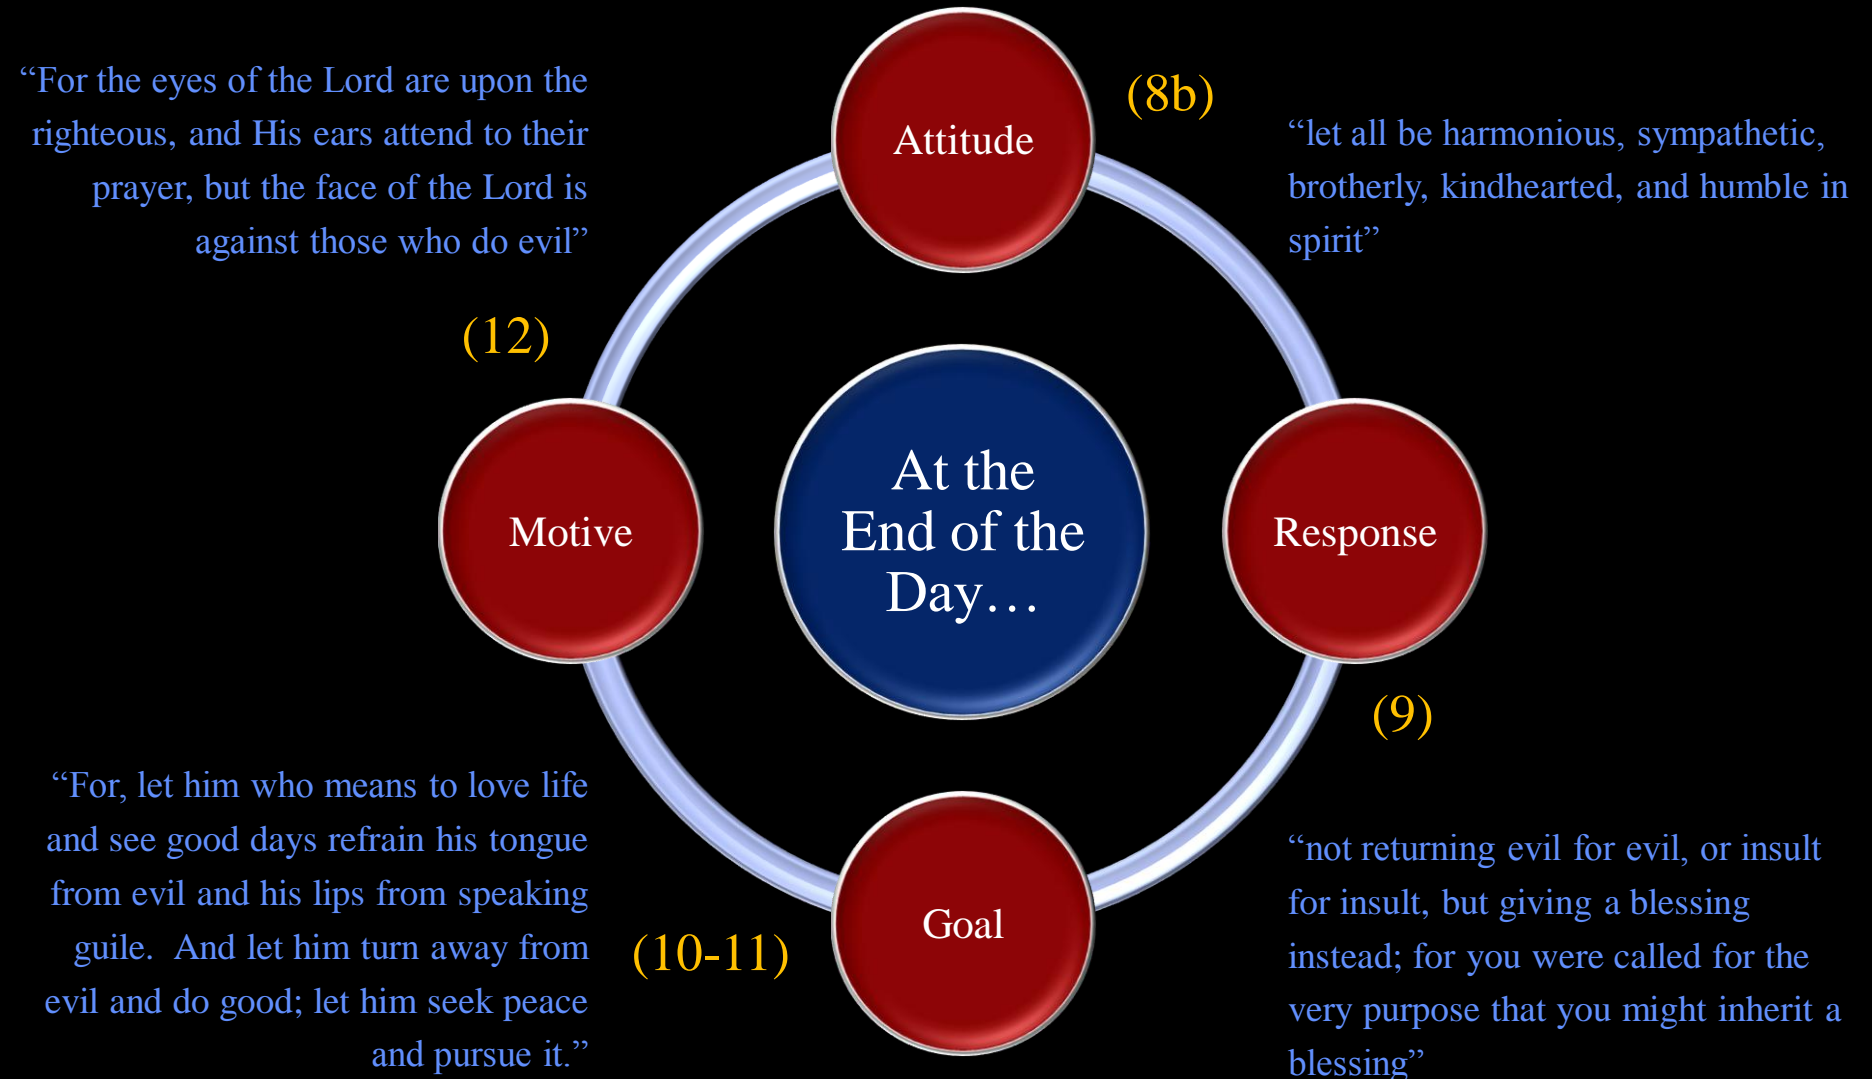 Attitude
(8b)
“let all be harmonious, sympathetic,
brotherly, kindhearted, and humble in
spirit”
Response
(9)
“not returning evil for evil, or insult
for insult, but giving a blessing
instead; for you were called for the
very purpose that you might inherit a
blessing”
Goal
(10-11)
“For, let him who means to love life
and see good days refrain his tongue
from evil and his lips from speaking
guile.  And let him turn away from
evil and do good; let him seek peace
and pursue it.”
Motive
(12)
“For the eyes of the Lord are upon the
righteous, and His ears attend to their
prayer, but the face of the Lord is
against those who do evil”
At the
End of the
Day…